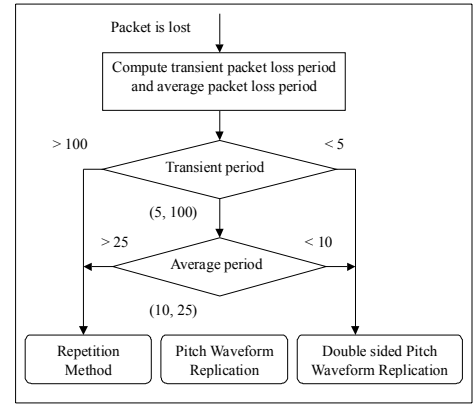 Packet is lost
Compute transient packet loss period
and average packet loss period
> 100
< 5
Transient period
(5, 100)
> 25
< 10
Average period
(10, 25)
Repetition
Method
Pitch Waveform
Replication
Double sided Pitch
Waveform Replication